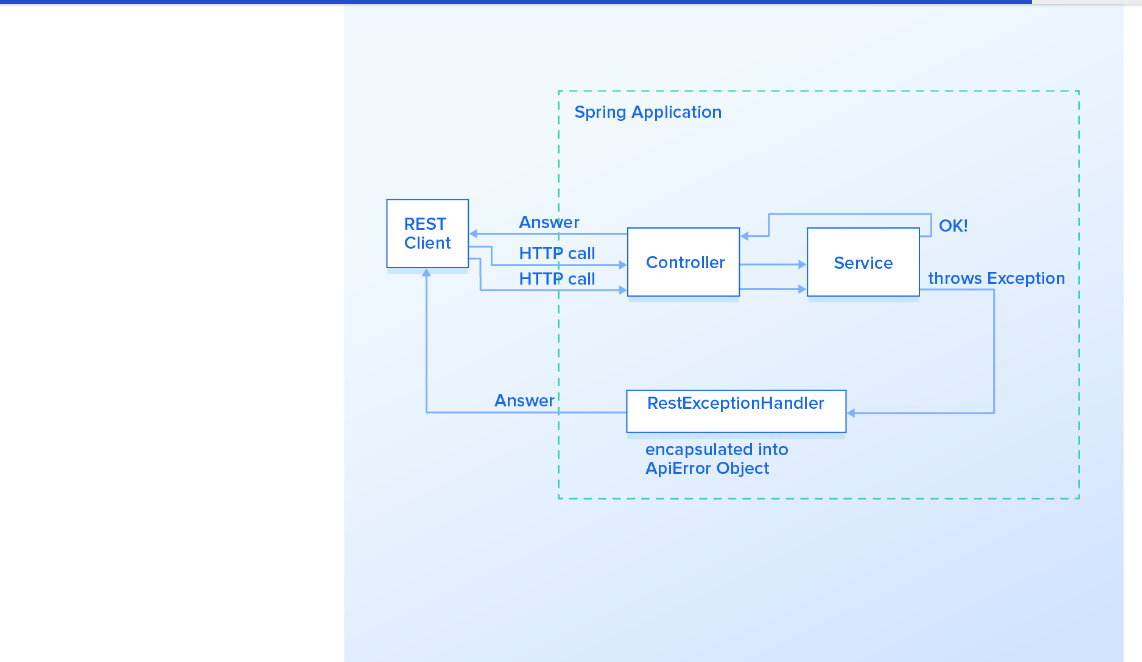 Spring Application
REST
Client
Answer
HTTP call
HTTP call
Controller
Service
OK!
throws Exception
Answer
RestExceptionHandler
encapsulated into
ApiError Object